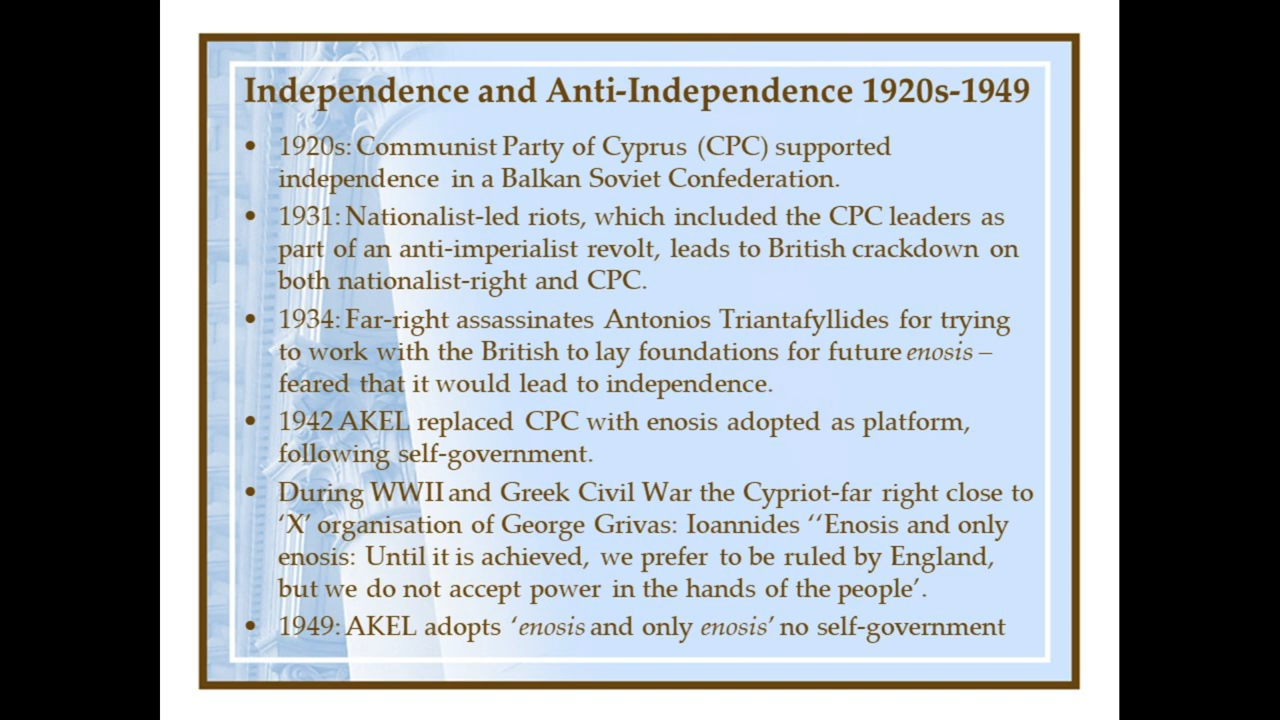 Independence and Anti-Independence 1920s-1949
• 1920s: Communist Party of Cyprus (CPC) supported
independence in a Balkan Soviet Confederation.
• 1931: Nationalist-led riots, which included the CPC leaders as
part of an anti-imperialist revolt, leads to British crackdown on
both nationalist-right and CPC.
• 1934: Far-right assassinates Antonios Triantafyllides for trying
to work with the British to lay foundations for future enosis –
feared that it would lead to independence.
• 1942 AKEL replaced CPC with enosis adopted as platform,
following self-government.
• During WWII and Greek Civil War the Cypriot-far right close to
‘X’ organisation of George Grivas: Ioannides ‘‘Enosis and only
enosis: Until it is achieved, we prefer to be ruled by England,
but we do not accept power in the hands of the people’.
• 1949: AKEL adopts ‘enosis and only enosis’ no self-government